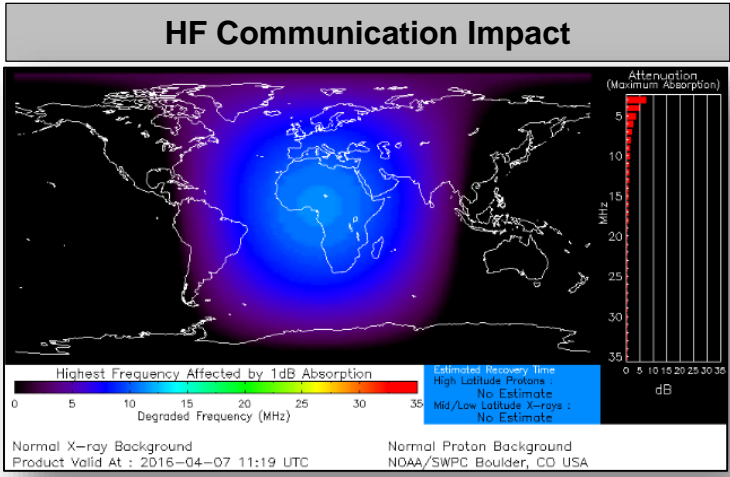 HF Communication Impact
Attenuation
(Maximum Absorption)
5
10
15
20
25
30
35
MHz
0 5 10 15 20 25 30 35
dB
Highest Frequency Affected by 1dB Absorption
0 5 10 15 20 25 30 35
Degraded Frequency (MHz)
Estimated Recovery Time
High Latitude Protons :
No Estimate
Mid/Low Latitude X-rays :
No Estimate
Normal X-ray Background
Normal Proton Background
Product Valid At : 2016-04-07 11:19 UTC
NOAA/SWPC Boulder, CO USA